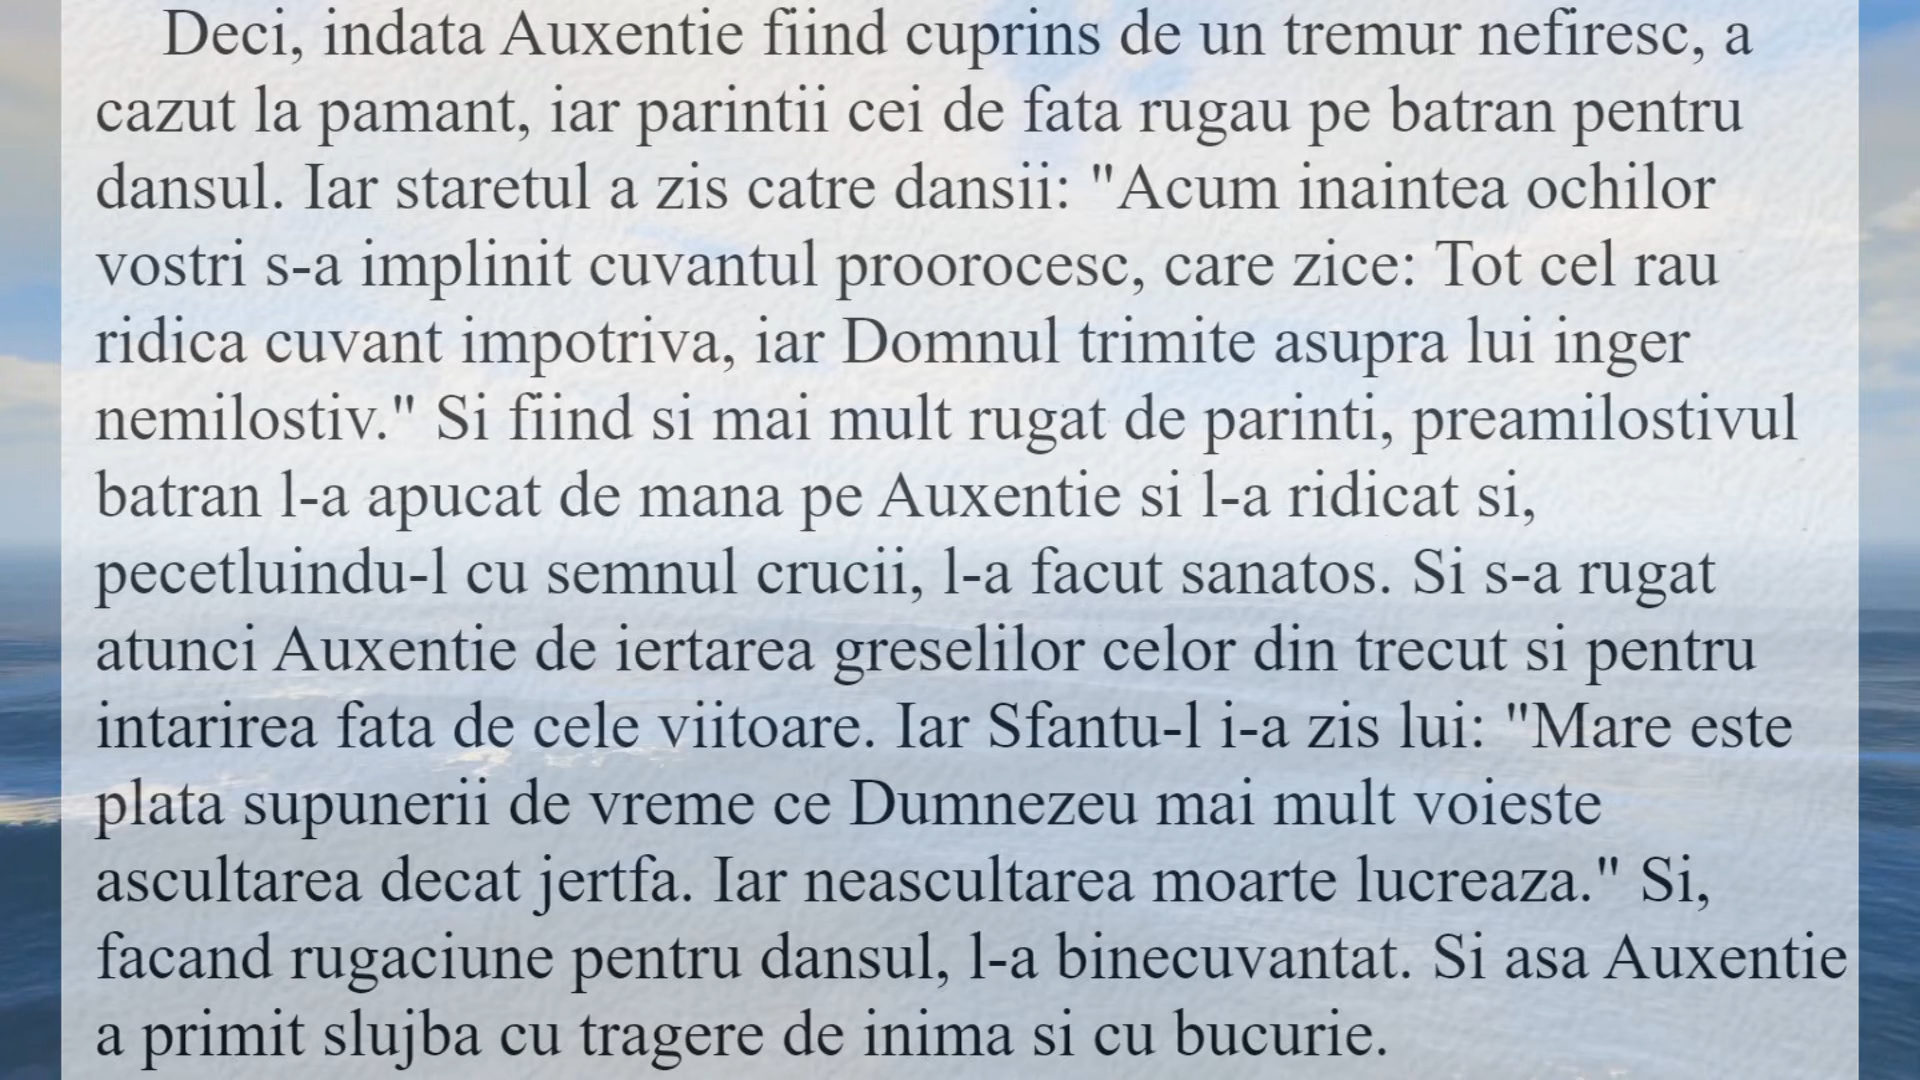 Deci, indata Auxentie fiind cuprins de un tremur nefiresc, a
cazut la pamant, iar parintii cei de fata rugau pe batran pentru
dansul. Iar staretul a zis catre dansii: "Acum inaintea ochilor
vostri s-a implinit cuvantul proorocesc, care zice: Tot cel rau
ridica cuvant impotriva, iar Domnul trimite asupra lui inger
nemilostiv." Si fiind si mai mult rugat de parinti, preamilostivul
batran l-a apucat de mana pe Auxentie si l-a ridicat si,
pecetluindu-l cu semnul crucii, l-a facut sanatos. Si s-a rugat
atunci Auxentie de iertarea greselilor celor din trecut si pentru
intarirea fata de cele viitoare. Iar Sfantu-l i-a zis lui: "Mare este
plata supunerii de vreme ce Dumnezeu mai mult voieste
ascultarea decat jertfa. Iar neascultarea moarte lucreaza." Si,
facand rugaciune pentru dansul, l-a binecuvantat. Si asa Auxentie
a primit slujba cu tragere de inima si cu bucurie.